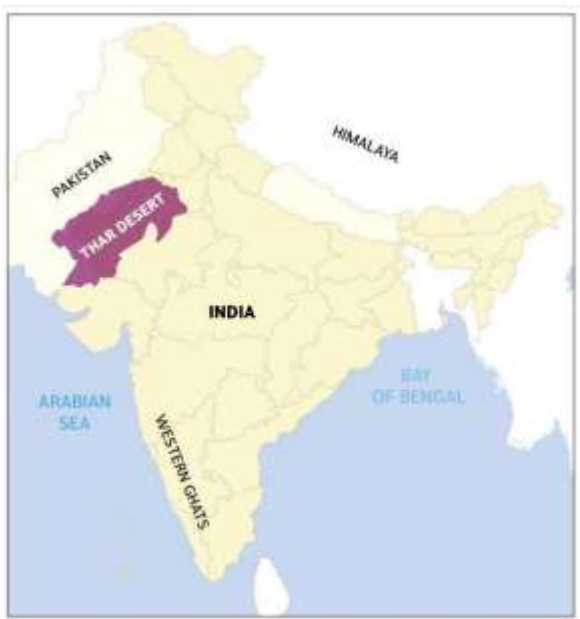 HIMALAYA
PAKISTAN
THAR DESERT
INDIA
BAY
OF BENGAL
ARABIAN
SEA
WESTERN GHATS